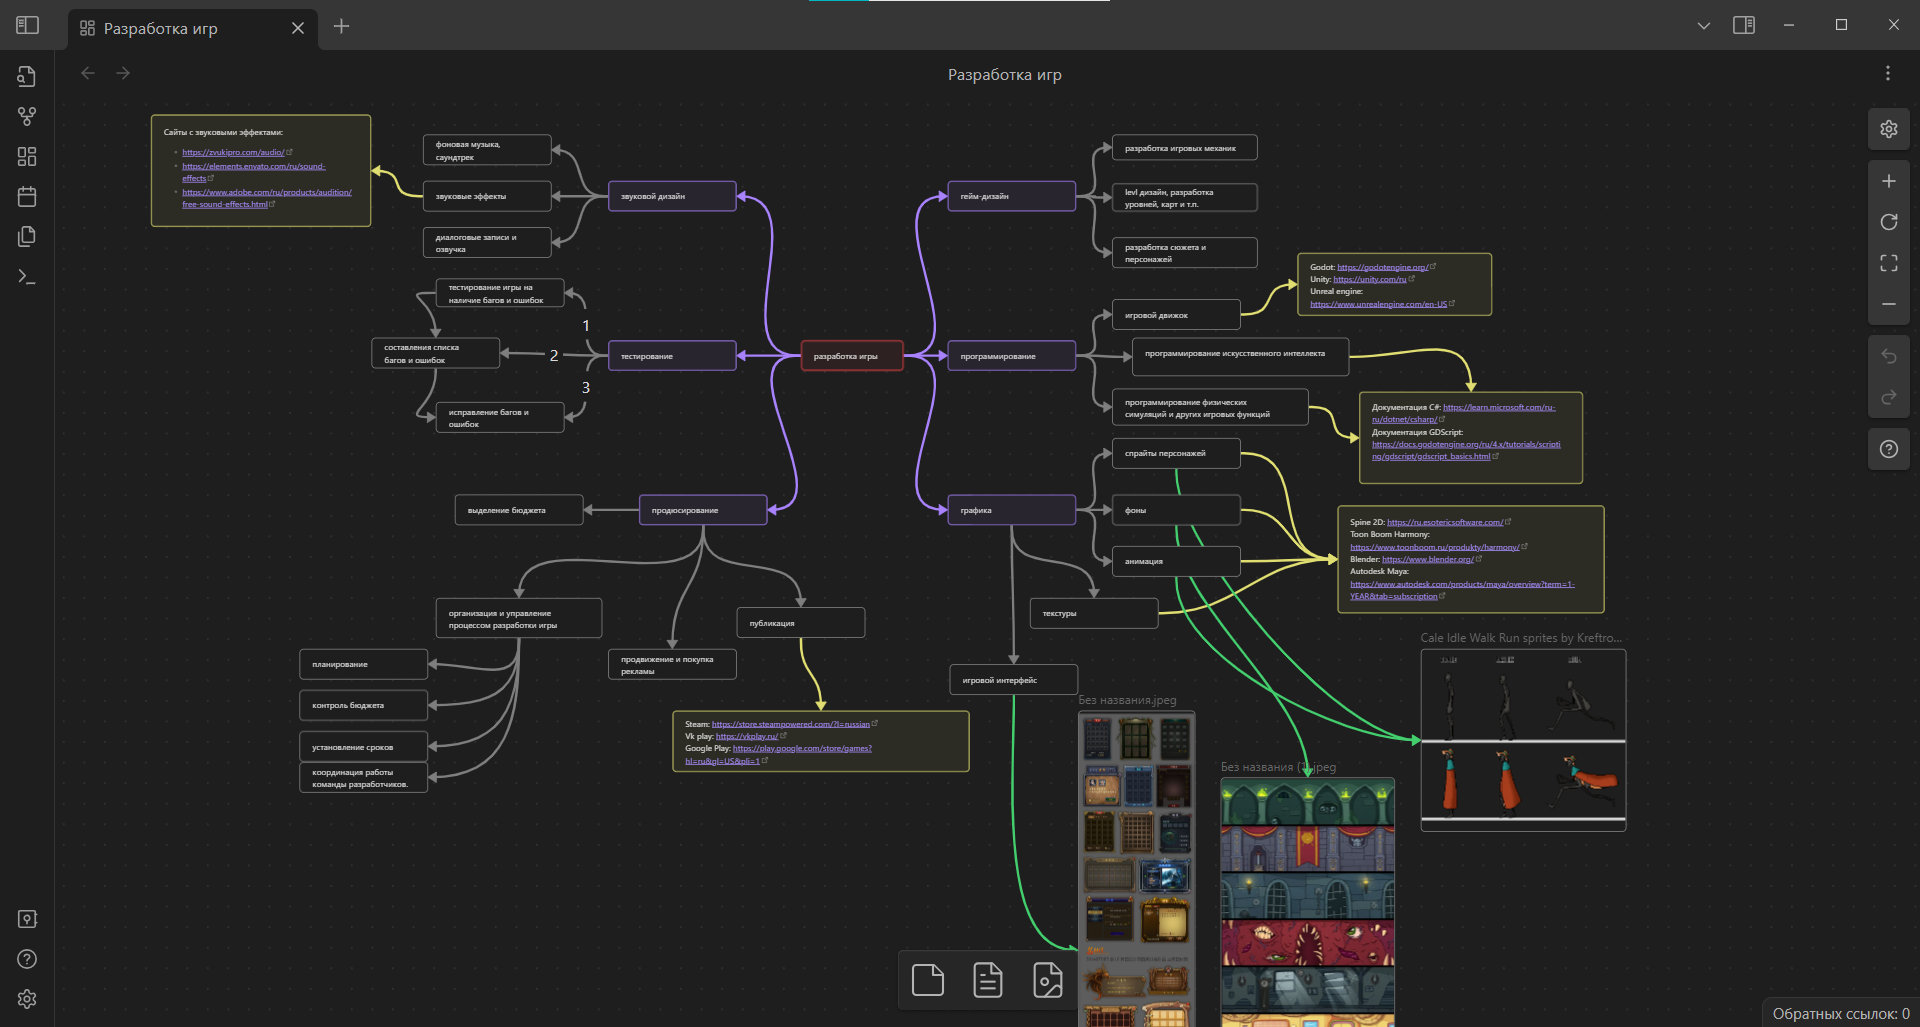 Разработка игр
Разработка игр
Сайты с звуковыми эффектами:
https://zvukipro.com/audio/
https://elements.envato.com/ru/sound-
effects
https://www.adobe.com/ru/products/audition/
free-sound-effects.html
фоновая музыка,
саундтрек
звуковые эффекты
диалоговые записи и
озвучка
звуковой дизайн
гейм-дизайн
разработка игровых механик
levl дизайн, разработка
уровней, карт и т.п.
разработка сюжета и
персонажей
тестирование игры на
наличие багов и ошибок
составления списка
багов и ошибок
исправление багов и
ошибок
1
2
3
тестирование
разработка игры
программирование
игровой движок
Godot: https://godotengine.org/
Unity: https://unity.com/ru
Unreal engine:
https://www.unrealengine.com/en-US
программирование искусственного интеллекта
программирование физических
симуляций и других игровых функций
Документация C#: https://learn.microsoft.com/ru-
ru/dotnet/csharp/
Документация GDScript:
https://docs.godotengine.org/ru/4.x/tutorials/scripti
ng/gdscript/gdscript_basics.html
выделение бюджета
продюсирование
графика
спрайты персонажей
фоны
анимация
Spine 2D: https://ru.esotericsoftware.com/
Toon Boom Harmony:
https://www.toonboom.ru/produkty/harmony/
Blender: https://www.blender.org/
Autodesk Maya:
https://www.autodesk.com/products/maya/overview?term=1-
YEAR&tab=subscription
организация и управление
процессом разработки игры
публикация
текстуры
планирование
контроль бюджета
установление сроков
координация работы
команды разработчиков.
продвижение и покупка
рекламы
игровой интерфейс
Steam: https://store.steampowered.com/?l=russian
Vk play: https://vkplay.ru/
Google Play: https://play.google.com/store/games?
hl=ru&gl=US&pli=1
Cale Idle Walk Run sprites by Kreftro...
Без названия.jpeg
Без названия (1).jpeg
Обратных ссылок: 0